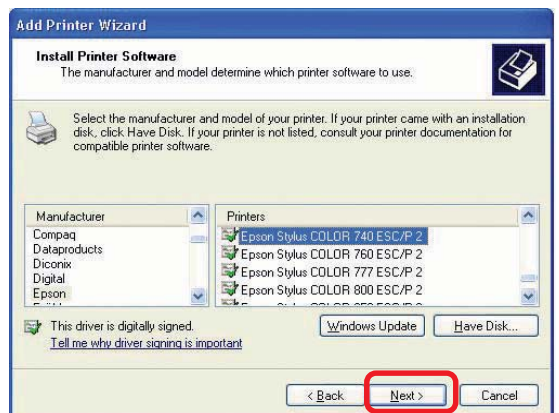 Add Printer Wizard
Install Printer Software
The manufacturer and model determine which printer software to use.
Select the manufacturer and model of your printer. If your printer came with an installation
disk, click Have Disk. If your printer is not listed, consult your printer documentation for
compatible printer software.
Manufacturer
Compaq
Dataproducts
Diconix
Digital
Epson
Printers
Epson Stylus COLOR 740 ESC/P 2
Epson Stylus COLOR 760 ESC/P 2
Epson Stylus COLOR 777 ESC/P 2
Epson Stylus COLOR 800 ESC/P 2
This driver is digitally signed.
Tell me why driver signing is important
Windows Update
Have Disk...
< Back
Next >
Cancel